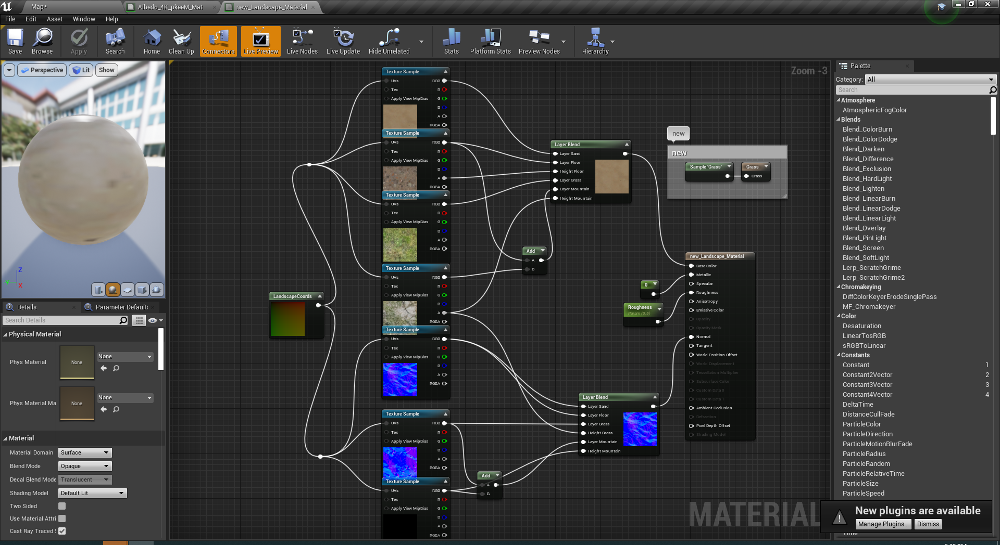 Map*
Albedo_4K_pkeeM_Mat
new_Landscape_Material
File Edit Asset Window Help
Save
Browse
Apply
Search
Home
Clean Up
Connectors
Live Preview
Live Nodes
Live Update
Hide Unrelated
Stats
Platform Stats
Preview Nodes
Hierarchy
Perspective
Lit
Show
Z
Y
X
Details
Parameter Default
Search Details
Physical Material
Phys Material
None
None
Phys Material Ma
None
None
Material
Material Domain Surface
Blend Mode Opaque
Decal Blend Mode Translucent
Shading Model Default Lit
Two Sided
Use Material Attri
Cast Ray Traced S
Zoom -3
Texture Sample
UVs RGB
Tex R
Apply View MipBias G
B
A
RGBA
Texture Sample
UVs RGB
Tex R
Apply View MipBias G
B
A
RGBA
Texture Sample
UVs RGB
Tex R
Apply View MipBias G
B
A
RGBA
Texture Sample
UVs RGB
Tex R
Apply View MipBias G
B
A
RGBA
Texture Sample
UVs RGB
Tex R
Apply View MipBias G
B
A
RGBA
Texture Sample
UVs RGB
Tex R
Apply View MipBias G
B
A
RGBA
Texture Sample
UVs RGB
Tex R
Apply View MipBias G
B
A
RGBA
LandscapeCoords
Layer Blend
Layer Sand
Layer Floor
Height Floor
Layer Grass
Layer Mountain
Height Mountain
Add
A
B
new
new
Sample 'Grass'
Grass
Grass
0
Roughness
Param (0.5)
new_Landscape_Material
Base Color
Metallic
Specular
Roughness
Anisotropy
Emissive Color
Opacity
Opacity Mask
Normal
Tangent
World Position Offset
World Displacement
Tessellation Multiplier
Subsurface Color
Custom Data 0
Custom Data 1
Ambient Occlusion
Refraction
Pixel Depth Offset
Shading Model
Layer Blend
Layer Sand
Layer Floor
Layer Grass
Height Grass
Layer Mountain
Height Mountain
Add
A
B
MATERIAL
Palette
Category: All
Search
Atmosphere
AtmosphericFogColor
Blends
Blend_ColorBurn
Blend_ColorDodge
Blend_Darken
Blend_Difference
Blend_Exclusion
Blend_HardLight
Blend_Lighten
Blend_LinearBurn
Blend_LinearDodge
Blend_LinearLight
Blend_Overlay
Blend_PinLight
Blend_Screen
Blend_SoftLight
Lerp_ScratchGrime
Lerp_ScratchGrime2
Chromakeying
DiffColorKeyerErodeSinglePass
MF_Chromakeyer
Color
Desaturation
LinearTosRGB
sRGBToLinear
Constants
Constant 1
Constant2Vector 2
Constant3Vector 3
Constant4Vector 4
DeltaTime
DistanceCullFade
ParticleColor
ParticleDirection
ParticleMotionBlurFade
ParticleRadius
ParticleRandom
ParticleRelativeTime
ParticleSize
ParticleSpeed
New plugins are available
Manage Plugins...
Dismiss
Time